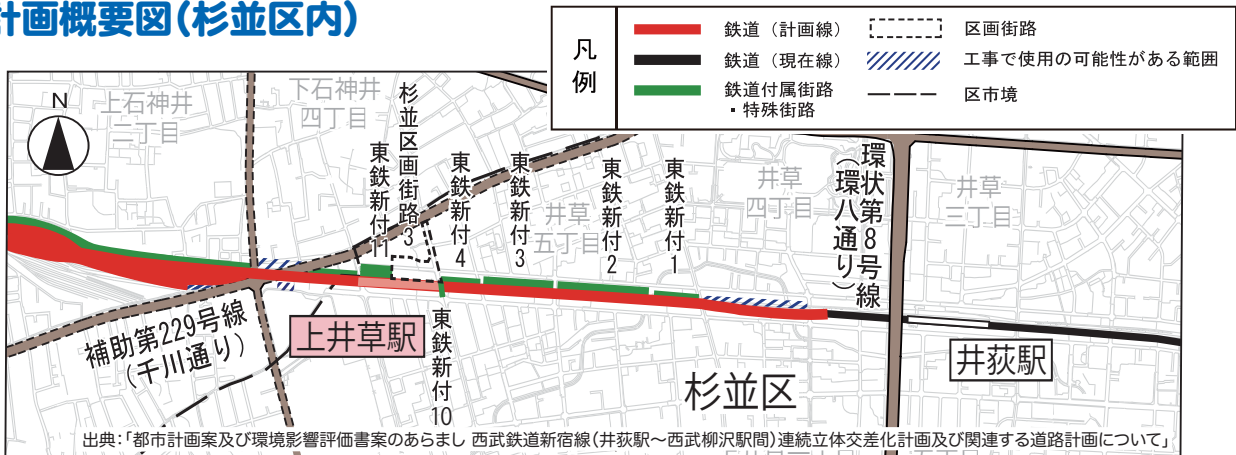 計画概要図(杉並区内)
凡例
鉄道（計画線）
鉄道（現在線）
鉄道付属街路
・特殊街路
区画街路
工事で使用の可能性がある範囲
区市境
N
上石神井
二丁目
下石神井
四丁目
杉並区画街路3
東鉄新付11
東鉄新付4
東鉄新付3
井草
五丁目
東鉄新付2
東鉄新付1
井草
四丁目
環状第8号線
（環八通り）
井草
三丁目
補助第229号線
（千川通り）
上井草駅
東鉄新付10
杉並区
井荻駅
出典：「都市計画案及び環境影響評価書案のあらまし 西武鉄道新宿線（井荻駅～西武柳沢駅間）連続立体交差化計画及び関連する道路計画について」